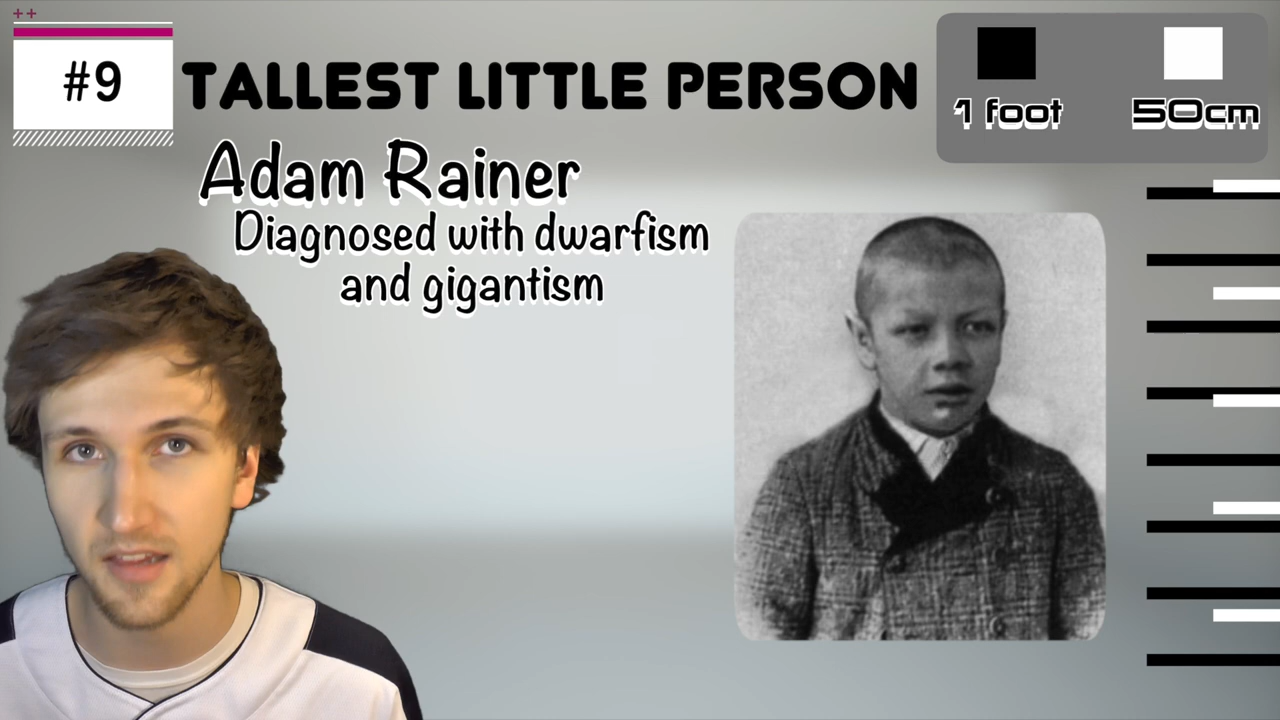 ++
#9
TALLEST LITTLE PERSON
1 foot
50cm
Adam Rainer
Diagnosed with dwarfism
and gigantism